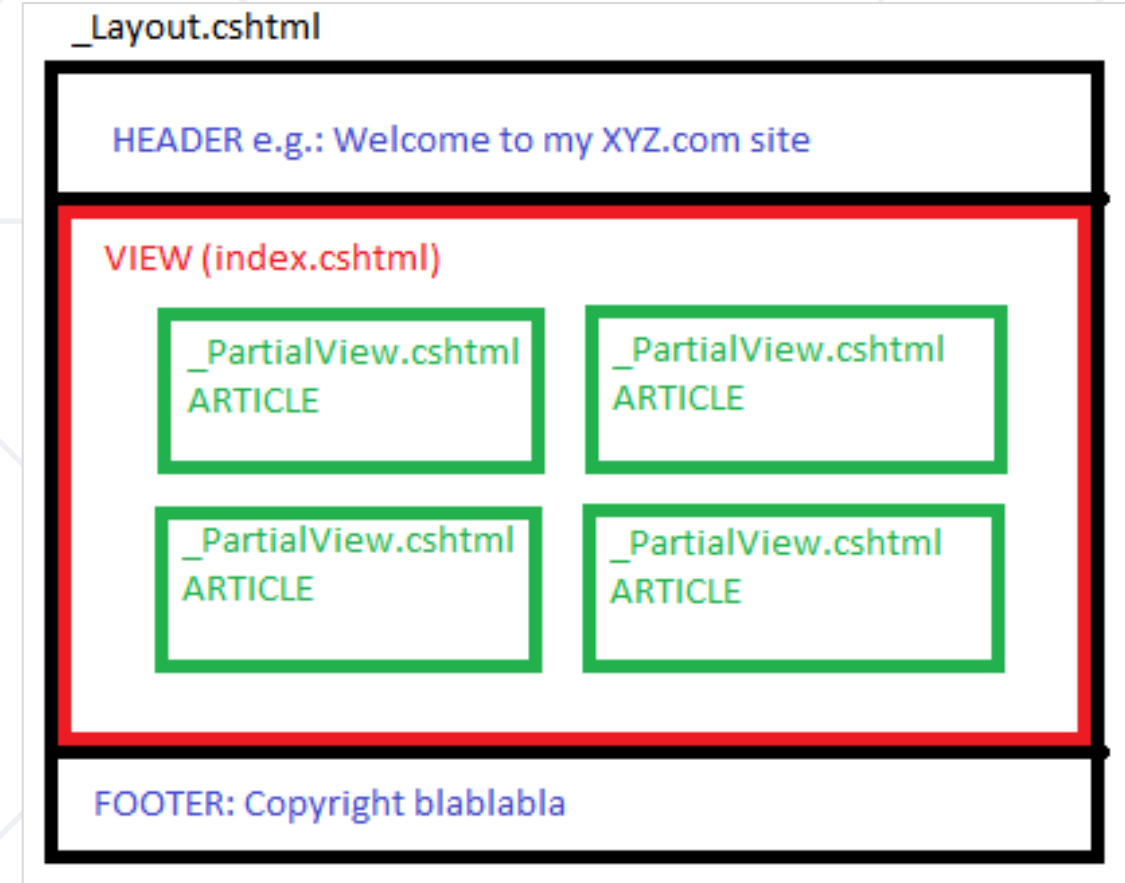 _Layout.cshtml
HEADER e.g.: Welcome to my XYZ.com site
VIEW (index.cshtml)
_PartialView.cshtml
ARTICLE
_PartialView.cshtml
ARTICLE
_PartialView.cshtml
ARTICLE
_PartialView.cshtml
ARTICLE
FOOTER: Copyright blablabla